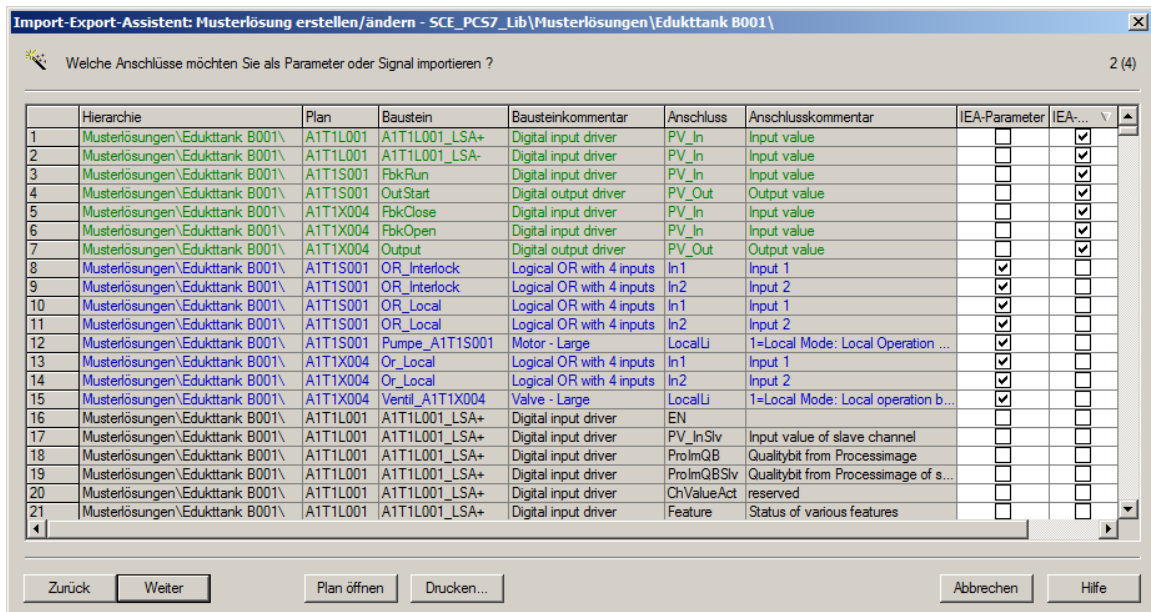 Import-Export-Assistent: Musterlösung erstellen/ändern - SCE_PCS7_Lib\Musterlösungen\Edukttank B001\
Welche Anschlüsse möchten Sie als Parameter oder Signal importieren ? 2 (4)
Hierarchie Plan Baustein Bausteinkommentar Anschluss Anschlusskommentar IEA-Parameter IEA-...
1 Musterlösungen\Edukttank B001\ A1T1L001 A1T1L001_LSA+ Digital input driver PV_In Input value
2 Musterlösungen\Edukttank B001\ A1T1L001 A1T1L001_LSA- Digital input driver PV_In Input value
3 Musterlösungen\Edukttank B001\ A1T1S001 FbkRun Digital input driver PV_In Input value
4 Musterlösungen\Edukttank B001\ A1T1S001 OutStart Digital output driver PV_Out Output value
5 Musterlösungen\Edukttank B001\ A1T1X004 FbkClose Digital input driver PV_In Input value
6 Musterlösungen\Edukttank B001\ A1T1X004 FbkOpen Digital input driver PV_In Input value
7 Musterlösungen\Edukttank B001\ A1T1X004 Output Digital output driver PV_Out Output value
8 Musterlösungen\Edukttank B001\ A1T1S001 OR_Interlock Logical OR with 4 inputs In1 Input 1
9 Musterlösungen\Edukttank B001\ A1T1S001 OR_Interlock Logical OR with 4 inputs In2 Input 2
10 Musterlösungen\Edukttank B001\ A1T1S001 OR_Local Logical OR with 4 inputs In1 Input 1
11 Musterlösungen\Edukttank B001\ A1T1S001 OR_Local Logical OR with 4 inputs In2 Input 2
12 Musterlösungen\Edukttank B001\ A1T1S001 Pumpe_A1T1S001 Motor - Large LocalLi 1=Local Mode: Local Operation ...
13 Musterlösungen\Edukttank B001\ A1T1X004 Or_Local Logical OR with 4 inputs In1 Input 1
14 Musterlösungen\Edukttank B001\ A1T1X004 Or_Local Logical OR with 4 inputs In2 Input 2
15 Musterlösungen\Edukttank B001\ A1T1X004 Ventil_A1T1X004 Valve - Large LocalLi 1=Local Mode: Local operation b...
16 Musterlösungen\Edukttank B001\ A1T1L001 A1T1L001_LSA+ Digital input driver EN
17 Musterlösungen\Edukttank B001\ A1T1L001 A1T1L001_LSA+ Digital input driver PV_InSlv Input value of slave channel
18 Musterlösungen\Edukttank B001\ A1T1L001 A1T1L001_LSA+ Digital input driver ProImQB Qualitybit from Processimage
19 Musterlösungen\Edukttank B001\ A1T1L001 A1T1L001_LSA+ Digital input driver ProImQBSlv Qualitybit from Processimage of s...
20 Musterlösungen\Edukttank B001\ A1T1L001 A1T1L001_LSA+ Digital input driver ChValueAct reserved
21 Musterlösungen\Edukttank B001\ A1T1L001 A1T1L001_LSA+ Digital input driver Feature Status of various features
Zurück Weiter Plan öffnen Drucken... Abbrechen Hilfe